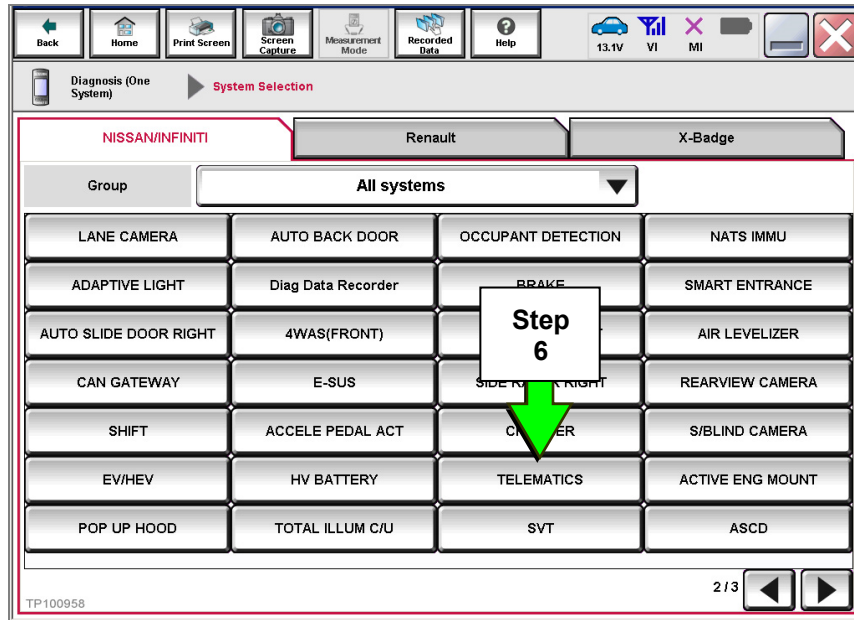 Back
Home
Print Screen
Screen
Capture
Measurement
Mode
Recorded
Data
Help
13.1V
VI
MI
Diagnosis (One
System)
System Selection
NISSAN/INFINITI
Renault
X-Badge
Group
All systems
LANE CAMERA
AUTO BACK DOOR
OCCUPANT DETECTION
NATS IMMU
ADAPTIVE LIGHT
Diag Data Recorder
BRAKE
SMART ENTRANCE
AUTO SLIDE DOOR RIGHT
4WAS(FRONT)
Step
6
AIR LEVELIZER
CAN GATEWAY
E-SUS
SIDE RIGHT
REARVIEW CAMERA
SHIFT
ACCELE PEDAL ACT
S/BLIND CAMERA
EV/HEV
HV BATTERY
TELEMATICS
ACTIVE ENG MOUNT
POP UP HOOD
TOTAL ILLUM C/U
SVT
ASCD
2/3
TP100958